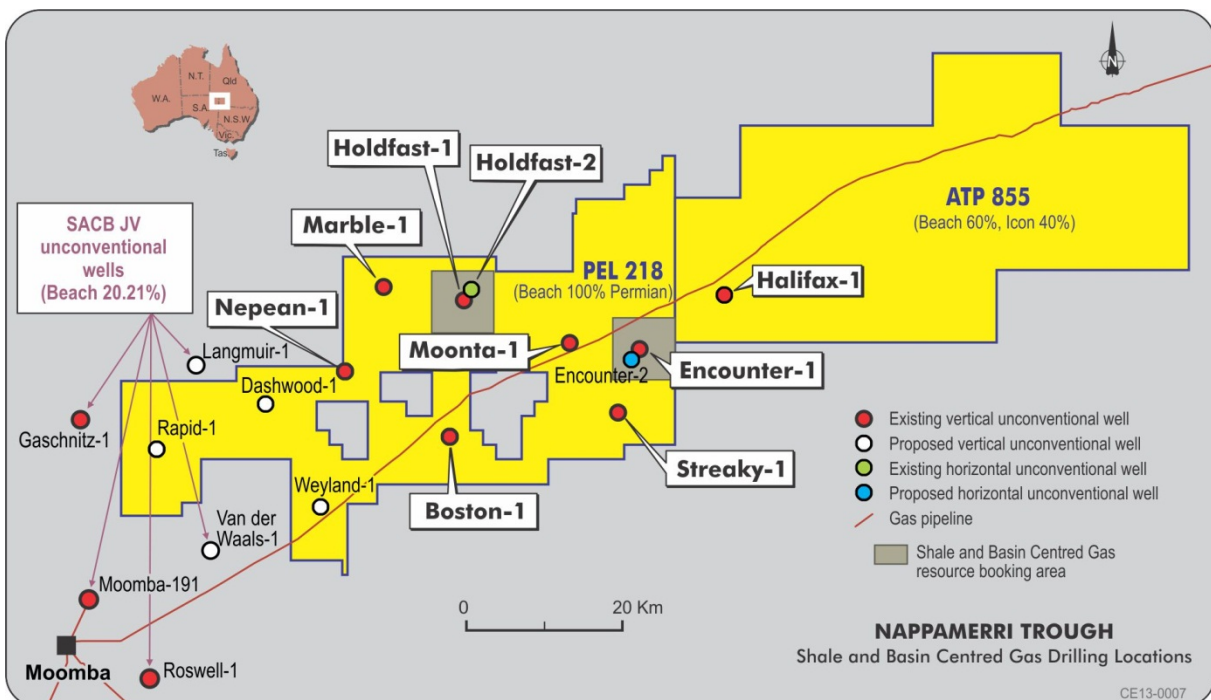 N.T.
Qld
W.A.
S.A.
N.S.W.
Vic.
Tas.
N
Holdfast-1
Holdfast-2
ATP 855
(Beach 60%, Icon 40%)
SACB JV
unconventional
wells
(Beach 20.21%)
Marble-1
PEL 218
(Beach 100% Permian)
Halifax-1
Nepean-1
Moonta-1
Langmuir-1
Encounter-2
Encounter-1
Dashwood-1
Gaschnitz-1
Rapid-1
Streaky-1
Weyland-1
Boston-1
Van der
Waals-1
Existing vertical unconventional well
Proposed vertical unconventional well
Existing horizontal unconventional well
Proposed horizontal unconventional well
Gas pipeline
Shale and Basin Centred Gas
resource booking area
Moomba-191
0 20 Km
Moomba
Roswell-1
NAPPAMERRI TROUGH
Shale and Basin Centred Gas Drilling Locations
CE13-0007